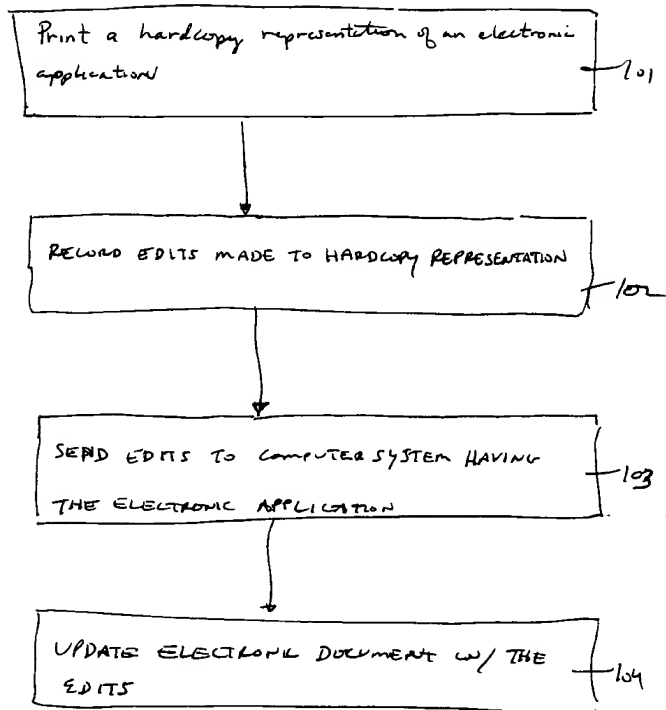 Print a hardcopy representation of an electronic
application
101
RECORD EDITS MADE TO HARDCOPY REPRESENTATION
102
SEND EDITS TO COMPUTER SYSTEM HAVING
THE ELECTRONIC APPLICATION
103
UPDATE ELECTRONIC DOCUMENT W/ THE
EDITS
104